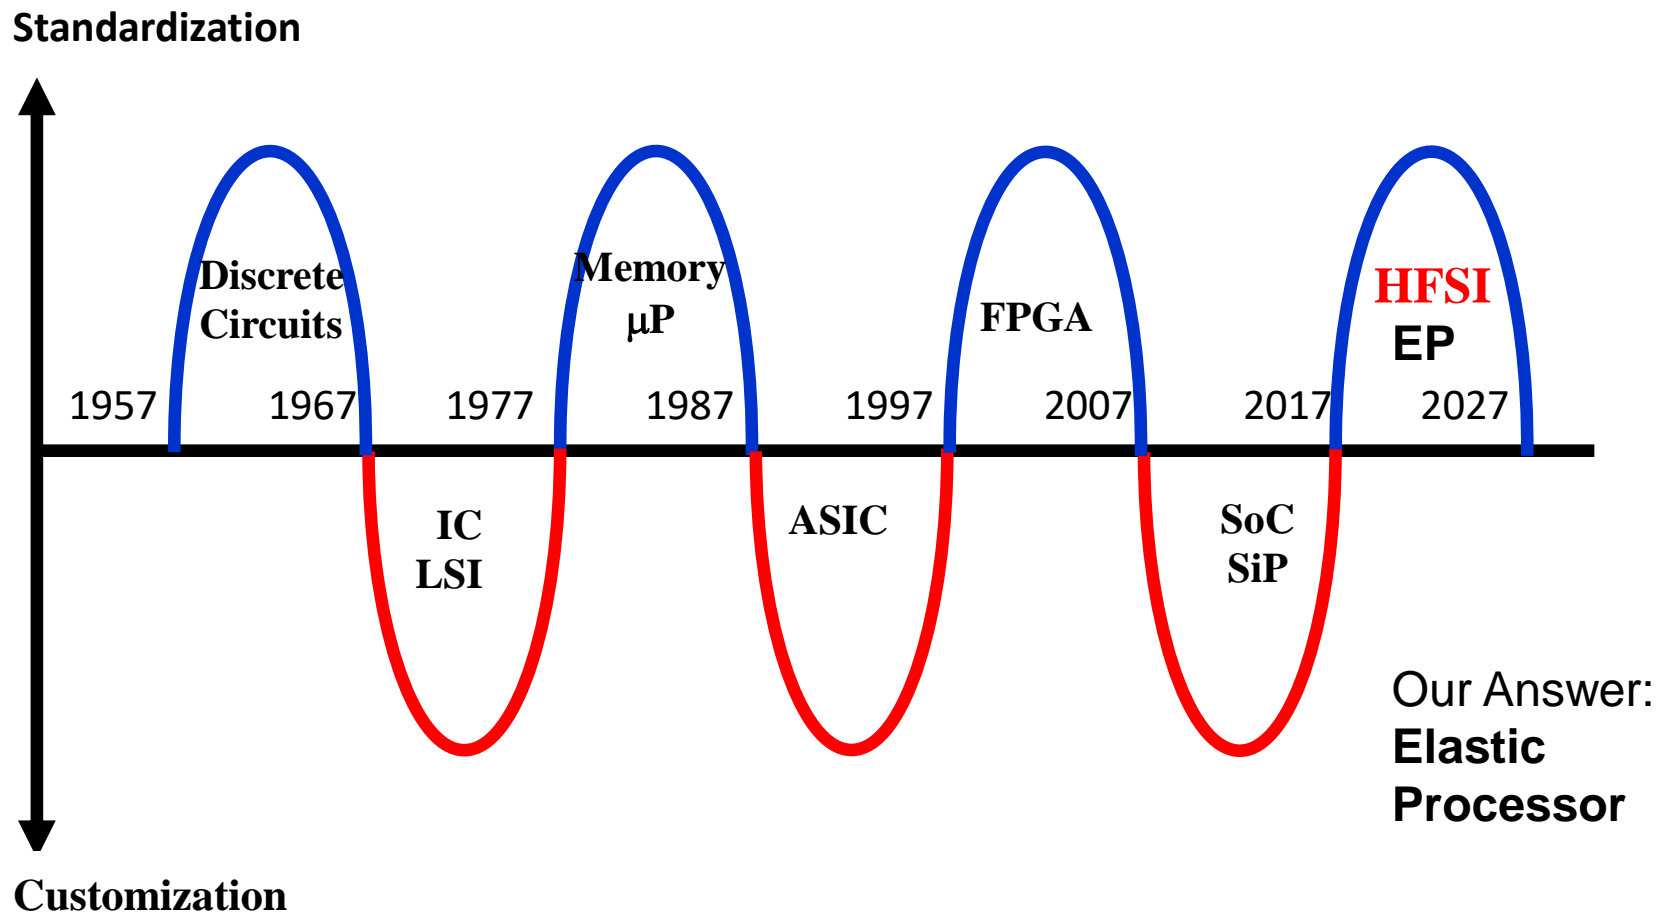 Standardization
Discrete
Circuits
Memory
μP
FPGA
HFSI
EP
1957
1967
1977
1987
1997
2007
2017
2027
IC
LSI
ASIC
SoC
SiP
Our Answer:
Elastic
Processor
Customization